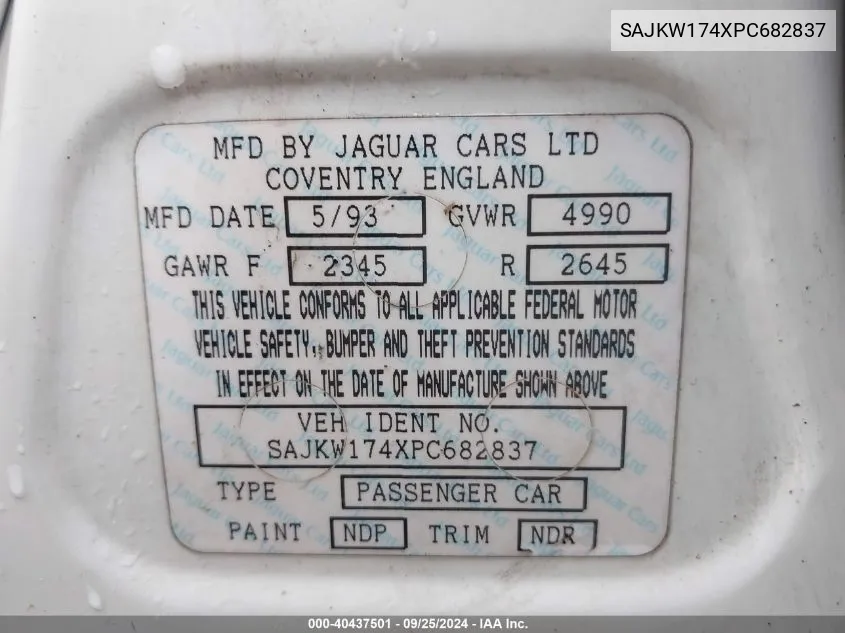 SAJKW174XPC682837
MFD BY JAGUAR CARS LTD
COVENTRY ENGLAND
MFD DATE 5/93 GVWR 4990
GAWR F 2345 R 2645
THIS VEHICLE CONFORMS TO ALL APPLICABLE FEDERAL MOTOR
VEHICLE SAFETY, BUMPER AND THEFT PREVENTION STANDARDS
IN EFFECT ON THE DATE OF MANUFACTURE SHOWN ABOVE
VEH IDENT NO.
SAJKW174XPC682837
TYPE PASSENGER CAR
PAINT NDP TRIM NDR
000-40437501 - 09/25/2024 - IAA Inc.